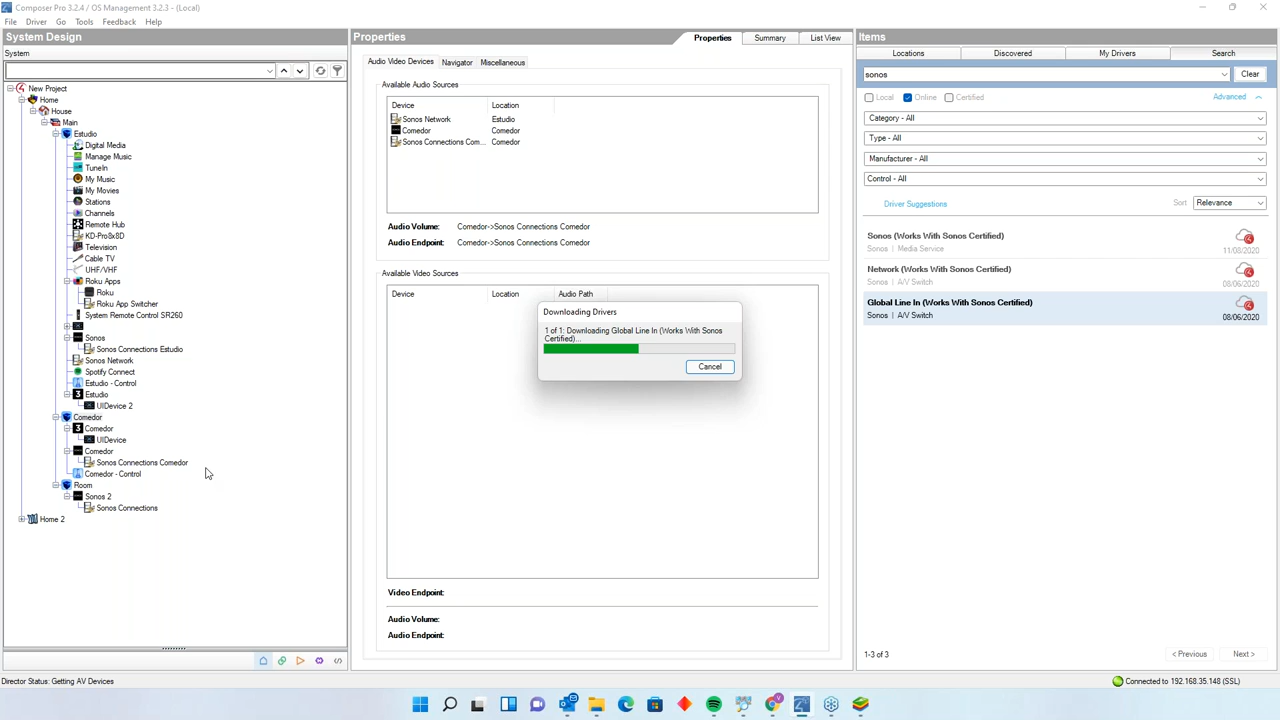 Composer Pro 3.2.4 / OS Management 3.2.3 - (Local)
File Driver Go Tools Feedback Help
System Design
System
New Project
Home
House
Main
Estudio
Digital Media
Manage Music
TuneIn
My Music
My Movies
Stations
Channels
Remote Hub
KD-Pro8x8D
Television
Cable TV
UHF/VHF
Roku Apps
Roku
Roku App Switcher
System Remote Control SR260
Sonos
Sonos Connections Estudio
Sonos Network
Spotify Connect
Estudio - Control
Estudio
UIDevice 2
Comedor
Comedor
UIDevice
Comedor
Sonos Connections Comedor
Comedor - Control
Room
Sonos 2
Sonos Connections
Home 2
Properties
Properties Summary List View
Audio Video Devices Navigator Miscellaneous
Available Audio Sources
Device Location
Sonos Network Estudio
Comedor Comedor
Sonos Connections Com... Comedor
Audio Volume: Comedor->Sonos Connections Comedor
Audio Endpoint: Comedor->Sonos Connections Comedor
Available Video Sources
Device Location Audio Path
Downloading Drivers
1 of 1: Downloading Global Line In (Works With Sonos
Certified)...
Cancel
Video Endpoint:
Audio Volume:
Audio Endpoint:
Items
Locations Discovered My Drivers Search
sonos Clear
Local Online Certified Advanced
Category - All
Type - All
Manufacturer - All
Control - All
Driver Suggestions Sort Relevance
Sonos (Works With Sonos Certified)
Sonos | Media Service 11/08/2020
Network (Works With Sonos Certified)
Sonos | A/V Switch 08/06/2020
Global Line In (Works With Sonos Certified)
Sonos | A/V Switch 08/06/2020
1-3 of 3 < Previous Next >
Director Status: Getting AV Devices Connected to 192.168.35.148 (SSL)